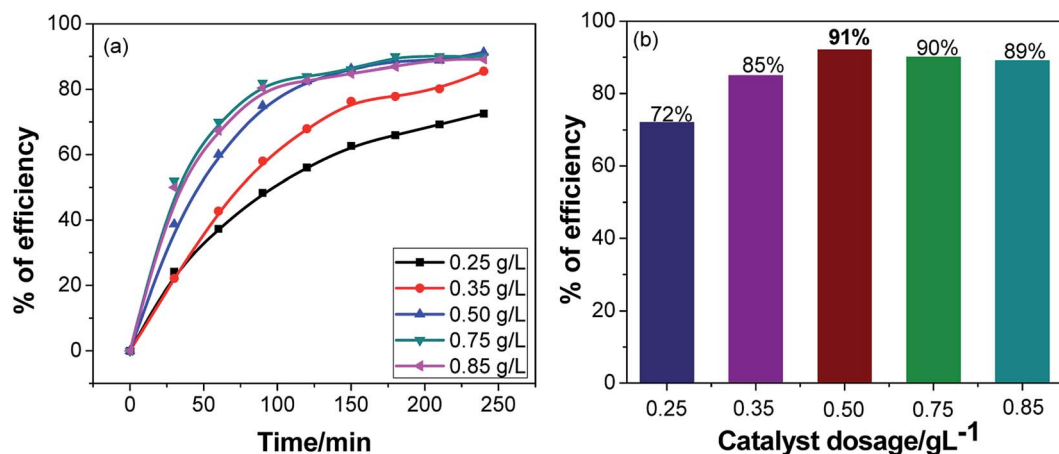 (a)
% of efficiency
100
80
60
40
20
0
0.25 g/L
0.35 g/L
0.50 g/L
0.75 g/L
0.85 g/L
0 50 100 150 200 250
Time/min
(b)
% of efficiency
100
80
60
40
20
0
72% 85% 91% 90% 89%
0.25 0.35 0.50 0.75 0.85
Catalyst dosage/gL⁻¹